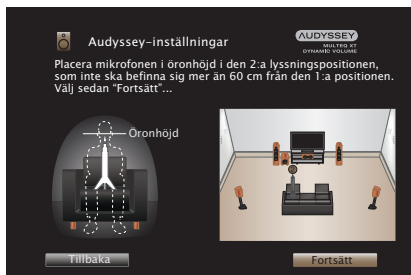 Audyssey-inställningar
AUDYSSEY
MULTEQ XT
DYNAMIC VOLUME
Placera mikrofonen i öronhöjd i den 2:a lyssningspositionen,
som inte ska befinna sig mer än 60 cm från den 1:a positionen.
Välj sedan “Fortsätt”...
Öronhöjd
Tillbaka
Fortsätt